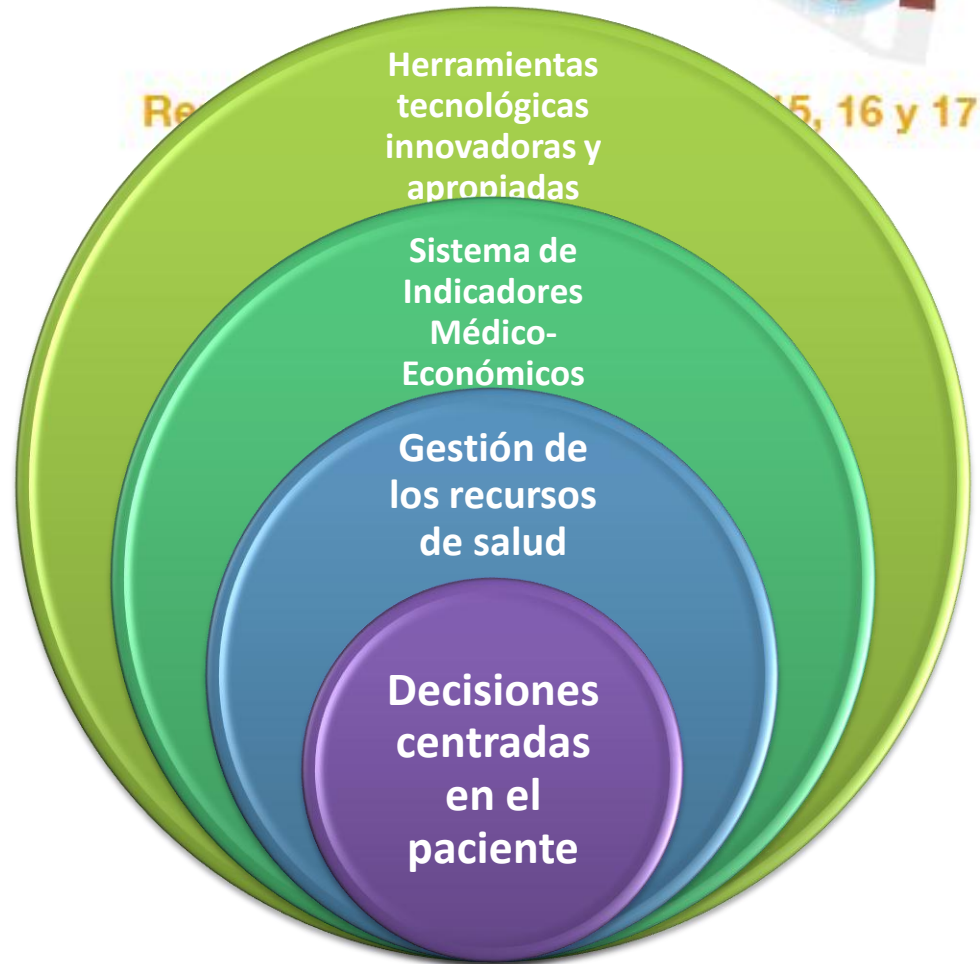 Herramientas
tecnológicas
innovadoras y
apropiadas
16 y 17
Sistema de
Indicadores
Médico-
Económicos
Gestión de
los recursos
de salud
Decisiones
centradas
en el
paciente